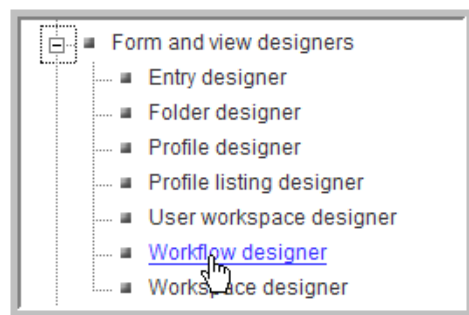 Form and view designers
Entry designer
Folder designer
Profile designer
Profile listing designer
User workspace designer
Workflow designer
Workspace designer